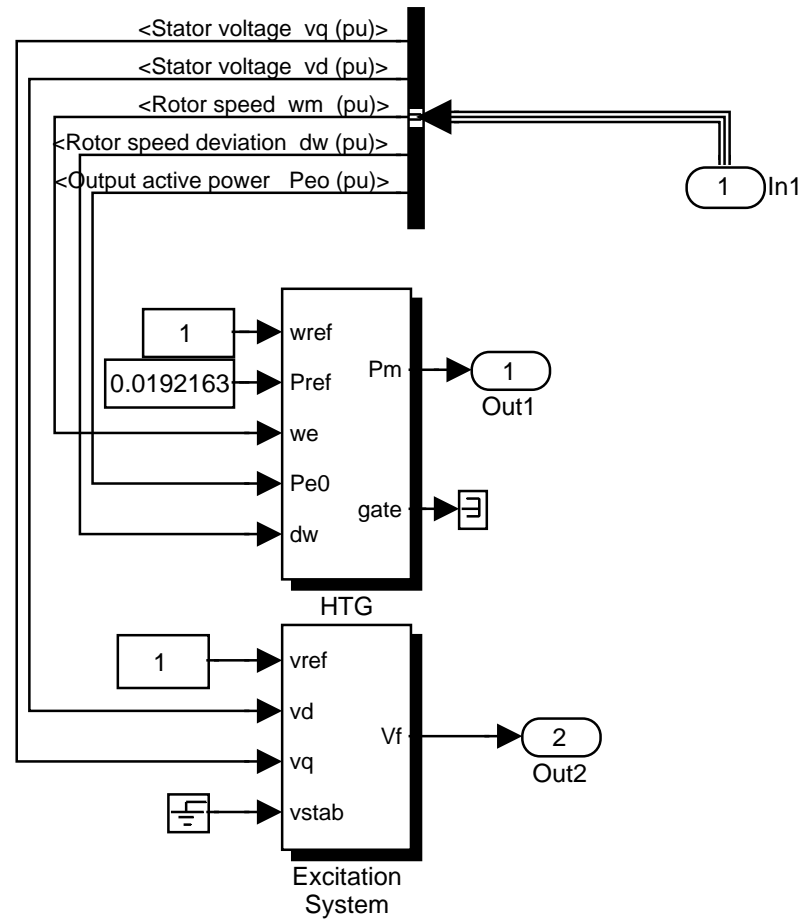 <Stator voltage vq (pu)>
<Stator voltage vd (pu)>
<Rotor speed wm (pu)>
<Rotor speed deviation dw (pu)>
<Output active power Peo (pu)>
1
In1
1
wref
0.0192163
Pref
we
Pe0
dw
Pm
gate
1
Out1
HTG
1
vref
vd
vq
vstab
Vf
2
Out2
Excitation
System